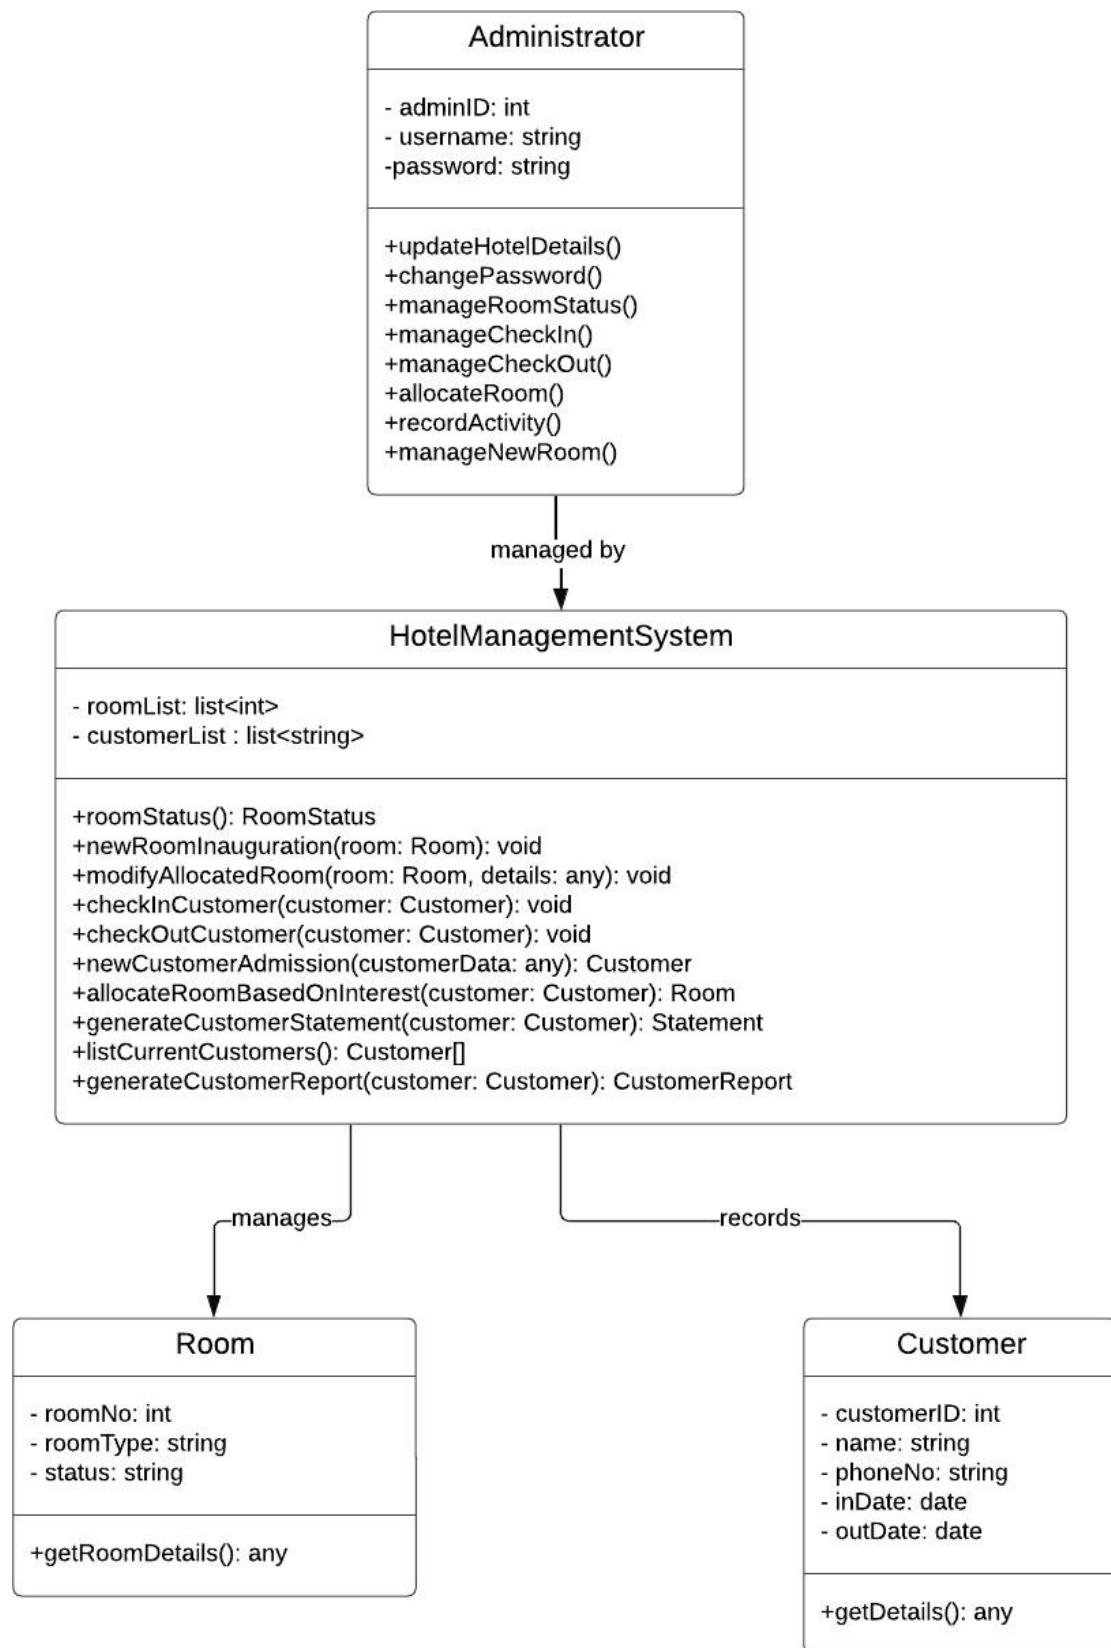 Administrator
- adminID: int
- username: string
-password: string
+updateHotelDetails()
+changePassword()
+manageRoomStatus()
+manageCheckIn()
+manageCheckOut()
+allocateRoom()
+recordActivity()
+manageNewRoom()
managed by
HotelManagementSystem
- roomList: list<int>
- customerList : list<string>
+roomStatus(): RoomStatus
+newRoomInauguration(room: Room): void
+modifyAllocatedRoom(room: Room, details: any): void
+checkInCustomer(customer: Customer): void
+checkOutCustomer(customer: Customer): void
+newCustomerAdmission(customerData: any): Customer
+allocateRoomBasedOnInterest(customer: Customer): Room
+generateCustomerStatement(customer: Customer): Statement
+listCurrentCustomers(): Customer[]
+generateCustomerReport(customer: Customer): CustomerReport
manages
records
Room
- roomNo: int
- roomType: string
- status: string
+getRoomDetails(): any
Customer
- customerID: int
- name: string
- phoneNo: string
- inDate: date
- outDate: date
+getDetails(): any